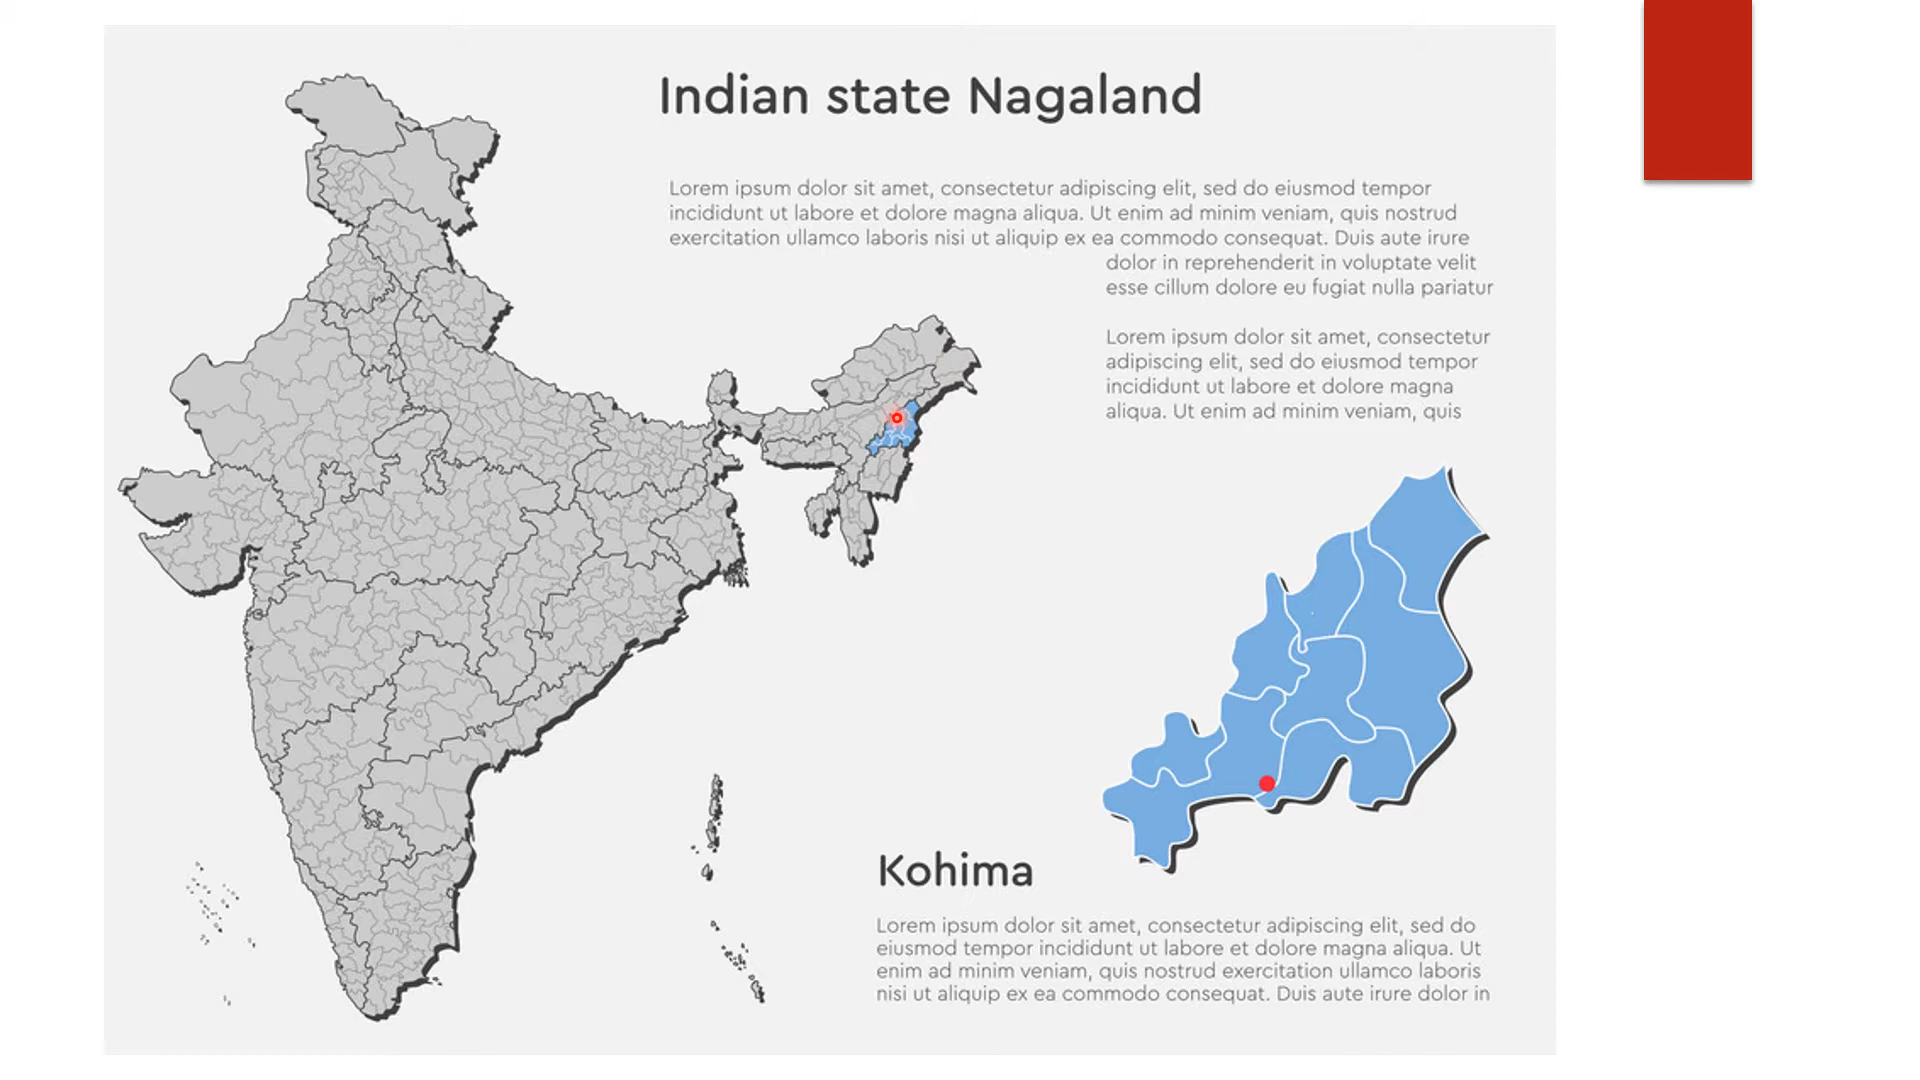 Indian state Nagaland
Lorem ipsum dolor sit amet, consectetur adipiscing elit, sed do eiusmod tempor
incididunt ut labore et dolore magna aliqua. Ut enim ad minim veniam, quis nostrud
exercitation ullamco laboris nisi ut aliquip ex ea commodo consequat. Duis aute irure
dolor in reprehenderit in voluptate velit
esse cillum dolore eu fugiat nulla pariatur
Lorem ipsum dolor sit amet, consectetur
adipiscing elit, sed do eiusmod tempor
incididunt ut labore et dolore magna
aliqua. Ut enim ad minim veniam, quis
Kohima
Lorem ipsum dolor sit amet, consectetur adipiscing elit, sed do
eiusmod tempor incididunt ut labore et dolore magna aliqua. Ut
enim ad minim veniam, quis nostrud exercitation ullamco laboris
nisi ut aliquip ex ea commodo consequat. Duis aute irure dolor in